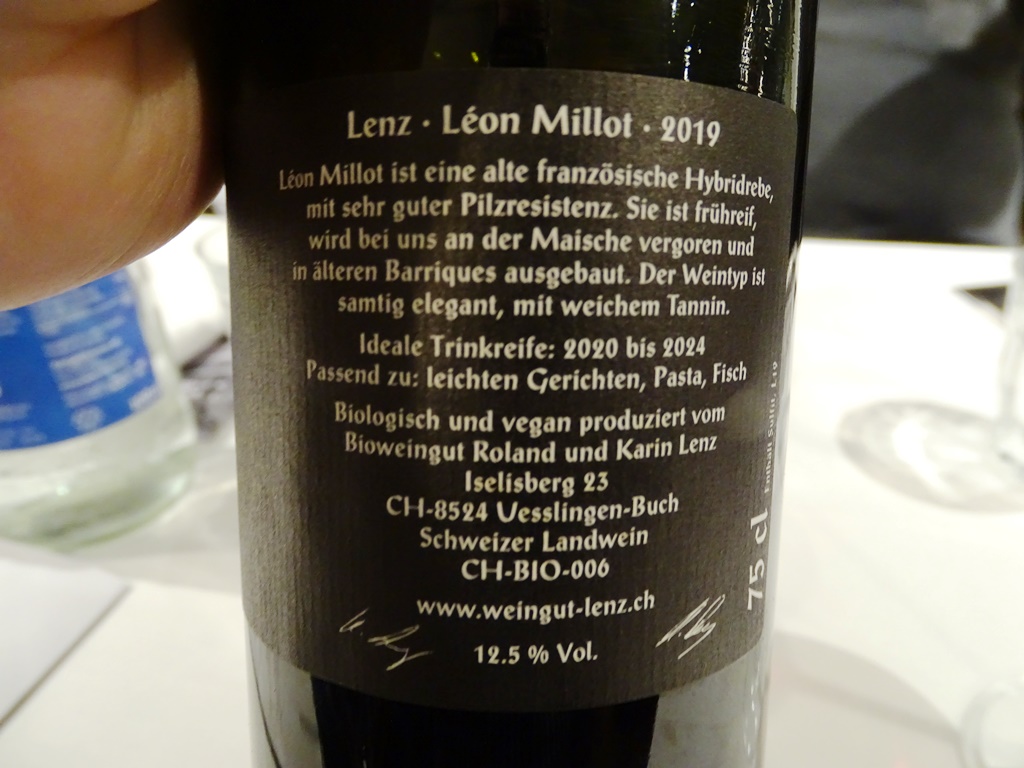 Lenz · Léon Millot · 2019
Léon Millot ist eine alte französische Hybridrebe,
mit sehr guter Pilzresistenz. Sie ist frühreif,
wird bei uns an der Maische vergoren und
in älteren Barriques ausgebaut. Der Weintyp ist
samtig elegant, mit weichem Tannin.
Ideale Trinkreife: 2020 bis 2024
Passend zu: leichten Gerichten, Pasta, Fisch
Biologisch und vegan produziert vom
Bioweingut Roland und Karin Lenz
Iselisberg 23
CH-8524 Uesslingen-Buch
Schweizer Landwein
CH-BIO-006
www.weingut-lenz.ch
12.5 % Vol.
75 cl
Enthält Sulfit, L19